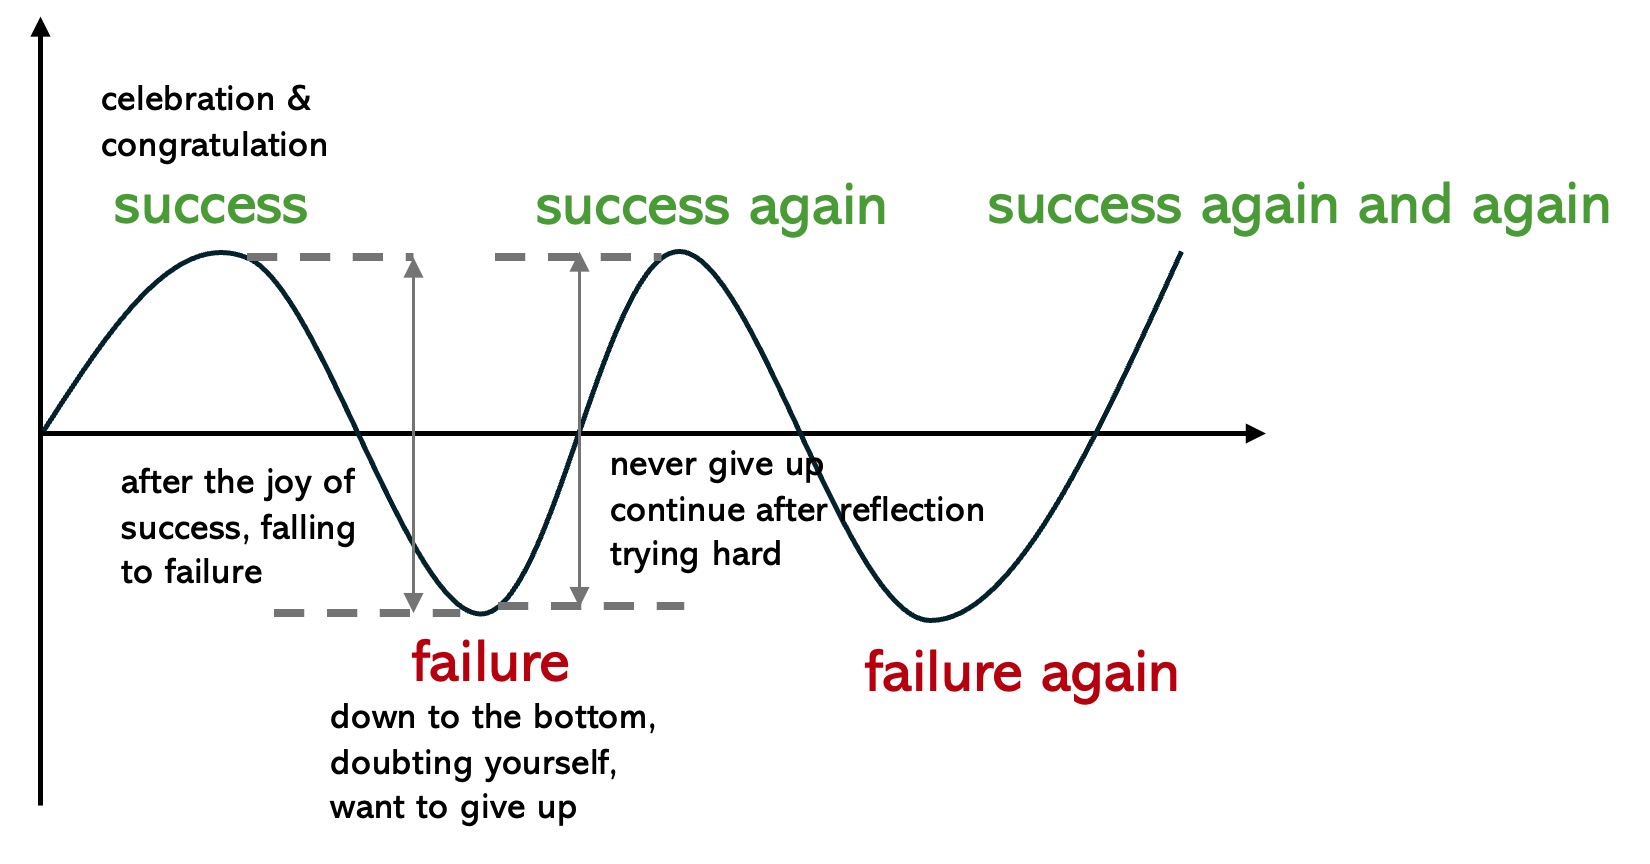 celebration &
congratulation
success
success again
success again and again
after the joy of
success, falling
to failure
never give up
continue after reflection
trying hard
failure
down to the bottom,
doubting yourself,
want to give up
failure again